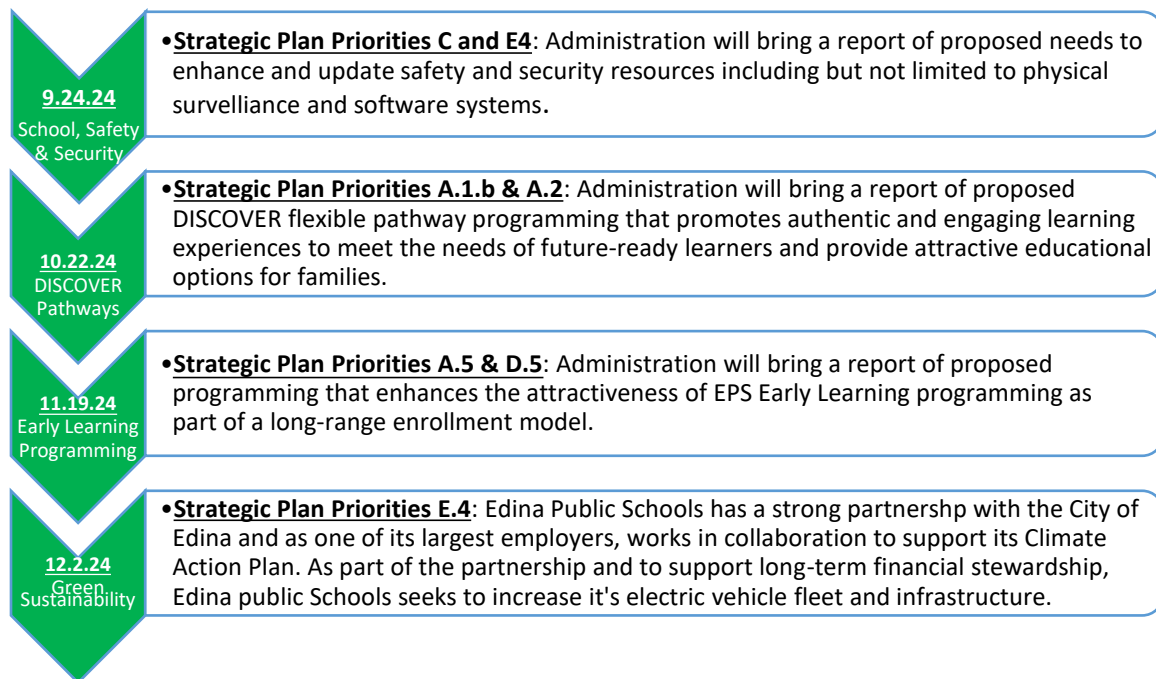 9.24.24
School, Safety
& Security
•Strategic Plan Priorities C and E4: Administration will bring a report of proposed needs to
enhance and update safety and security resources including but not limited to physical
survelliance and software systems.
10.22.24
DISCOVER
Pathways
•Strategic Plan Priorities A.1.b & A.2: Administration will bring a report of proposed
DISCOVER flexible pathway programming that promotes authentic and engaging learning
experiences to meet the needs of future-ready learners and provide attractive educational
options for families.
11.19.24
Early Learning
Programming
•Strategic Plan Priorities A.5 & D.5: Administration will bring a report of proposed
programming that enhances the attractiveness of EPS Early Learning programming as
part of a long-range enrollment model.
12.2.24
Green
Sustainability
•Strategic Plan Priorities E.4: Edina Public Schools has a strong partnershp with the City of
Edina and as one of its largest employers, works in collaboration to support its Climate
Action Plan. As part of the partnership and to support long-term financial stewardship,
Edina public Schools seeks to increase it's electric vehicle fleet and infrastructure.